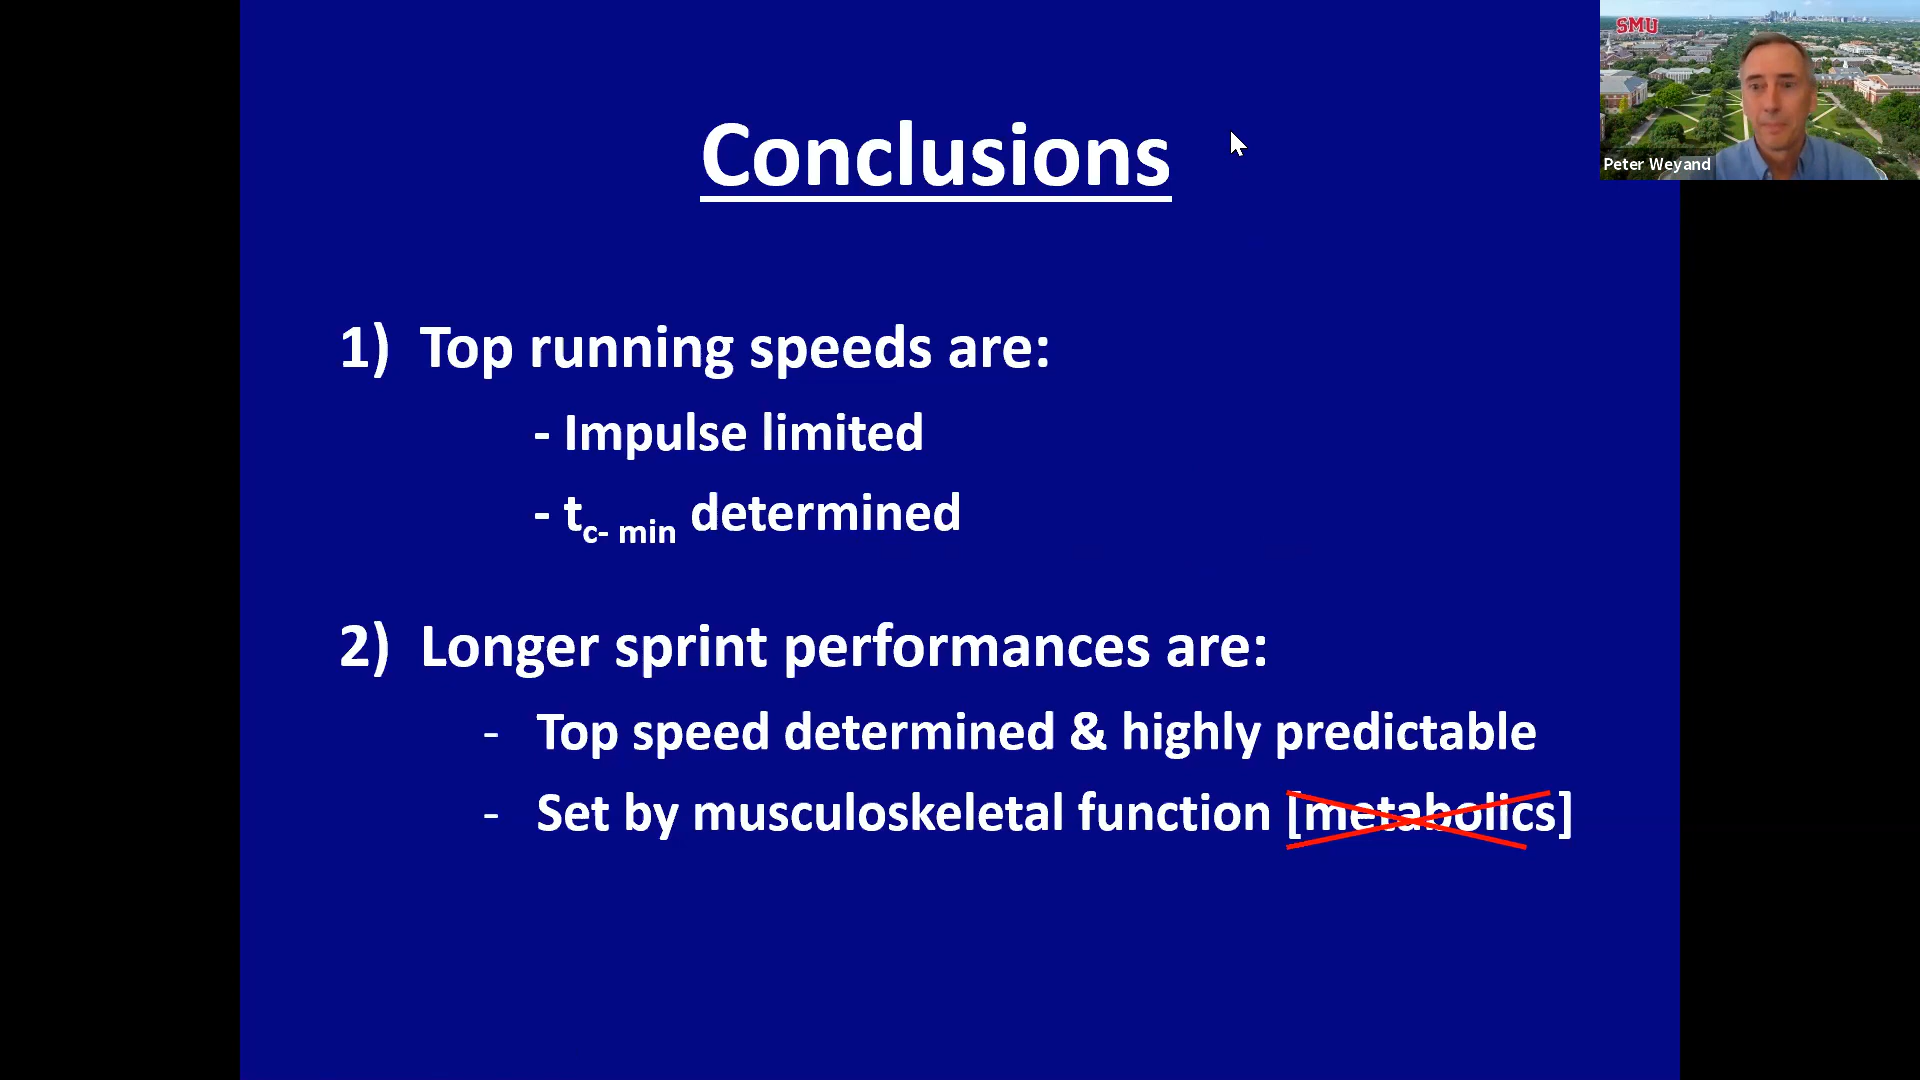 SMU
Peter Weyand
Conclusions
1) Top running speeds are:
- Impulse limited
- tc- min determined
2) Longer sprint performances are:
- Top speed determined & highly predictable
- Set by musculoskeletal function [metabolics]